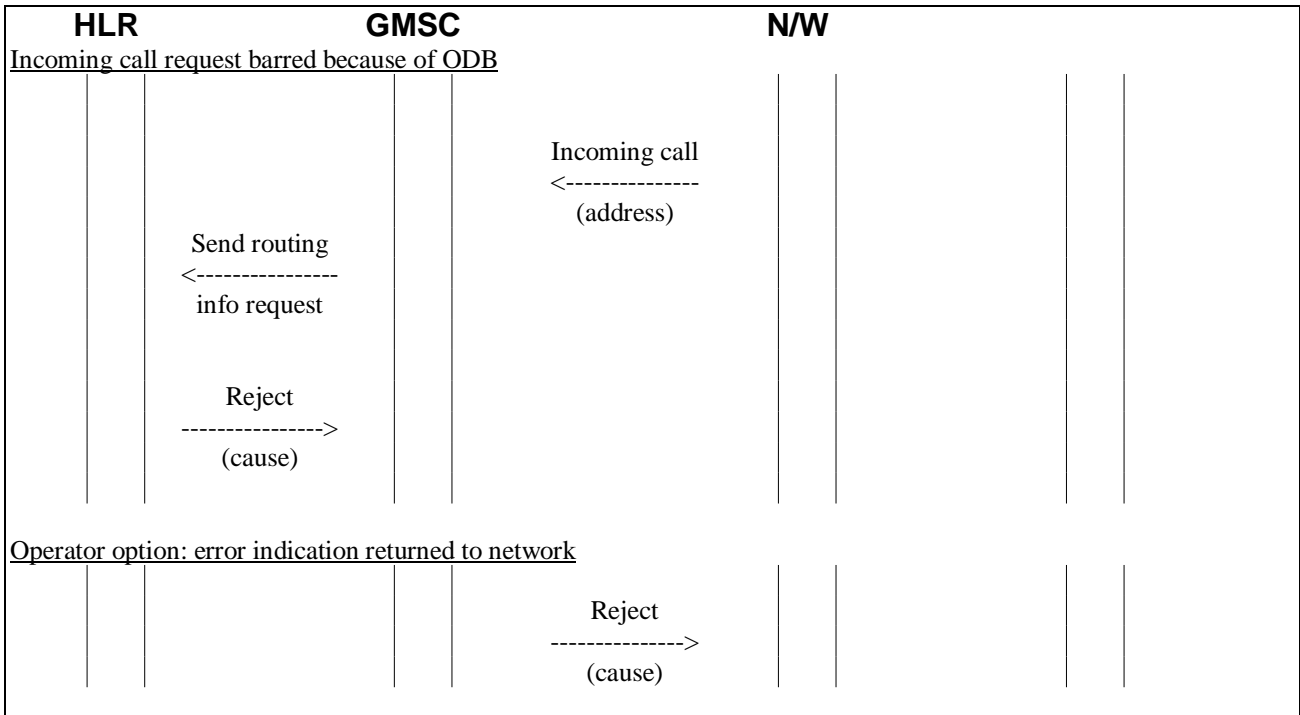 HLR GMSC N/W
Incoming call request barred because of ODB
Incoming call
<---------------
(address)
Send routing
<----------------
info request
Reject
---------------->
(cause)
Operator option: error indication returned to network
Reject
--------------->
(cause)